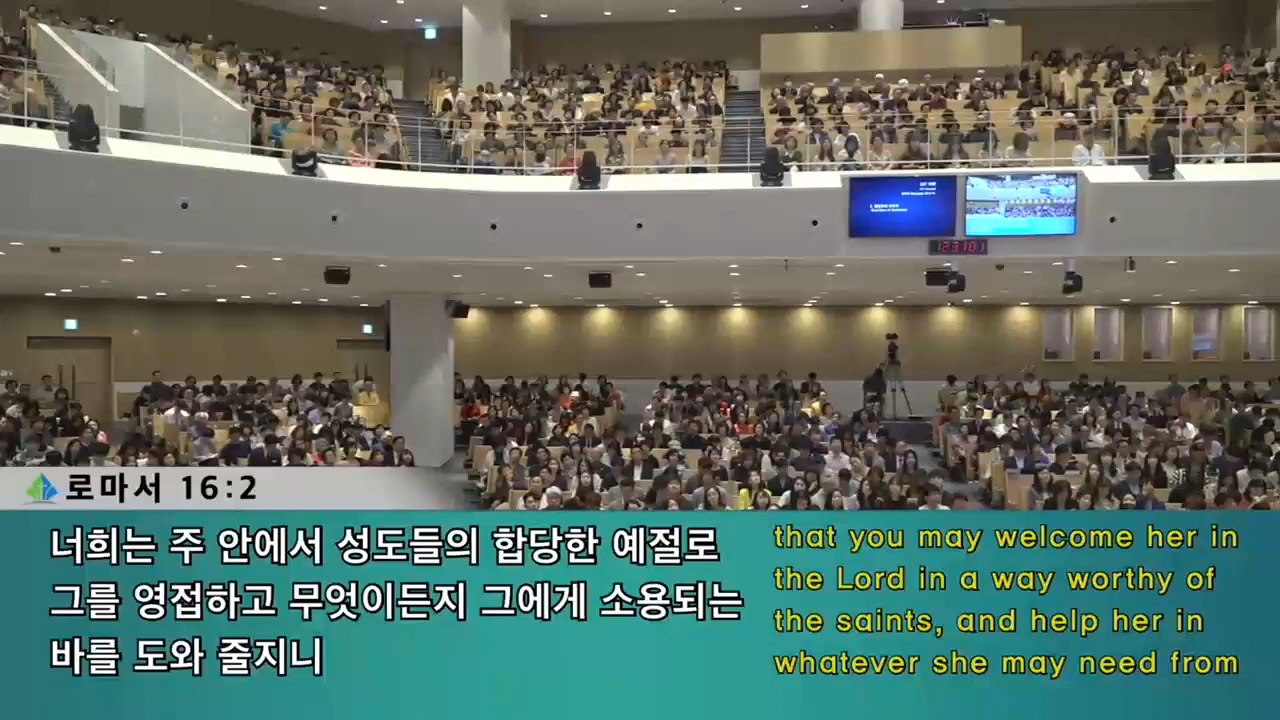 12:31:01
로마서 16:2
너희는 주 안에서 성도들의 합당한 예절로
그를 영접하고 무엇이든지 그에게 소용되는
바를 도와 줄지니
that you may welcome her in
the Lord in a way worthy of
the saints, and help her in
whatever she may need from